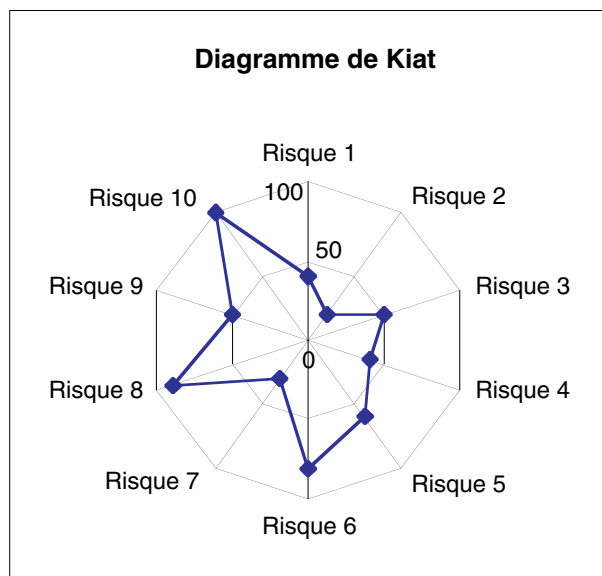 Diagramme de Kiat
Risque 1
100
Risque 10
Risque 2
50
Risque 9
Risque 3
0
Risque 8
Risque 4
Risque 7
Risque 5
Risque 6